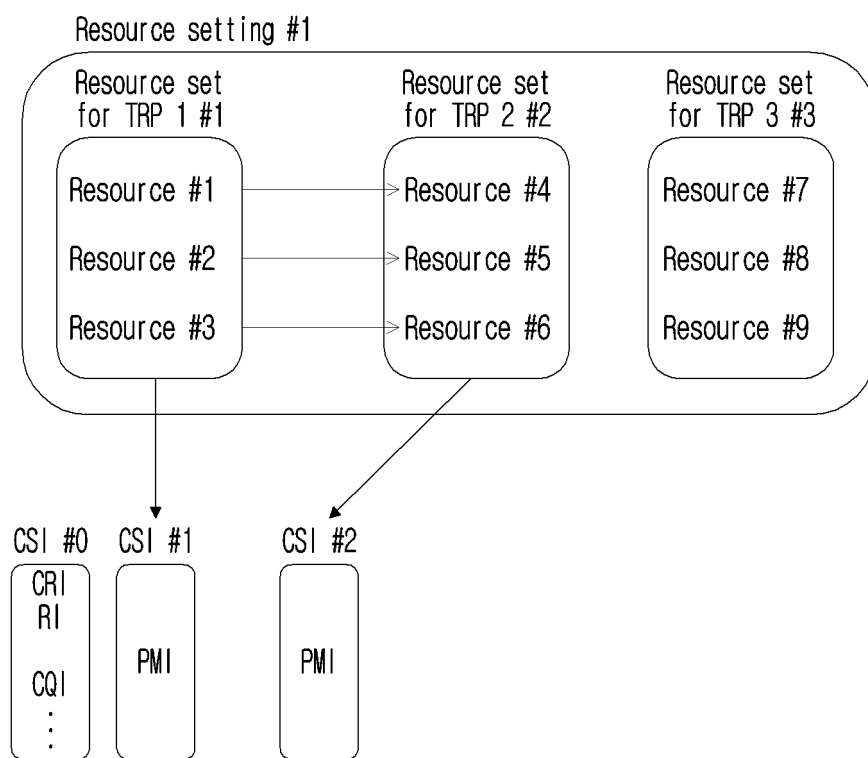 Resource setting #1
Resource set for TRP 1 #1
Resource set for TRP 2 #2
Resource set for TRP 3 #3
Resource #1
Resource #4
Resource #7
Resource #2
Resource #5
Resource #8
Resource #3
Resource #6
Resource #9
CSI #0
CSI #1
CSI #2
CRI
RI
CQI
PMI
PMI